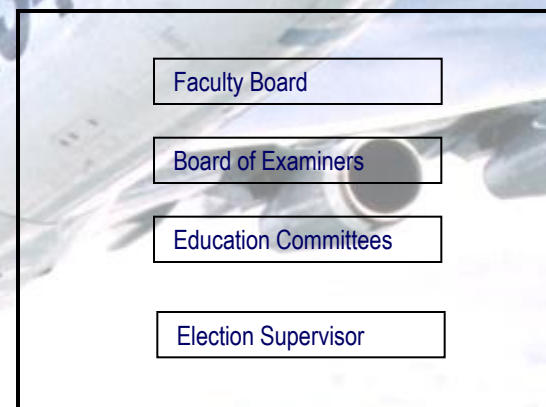 Faculty Board
Board of Examiners
Education Committees
Election Supervisor